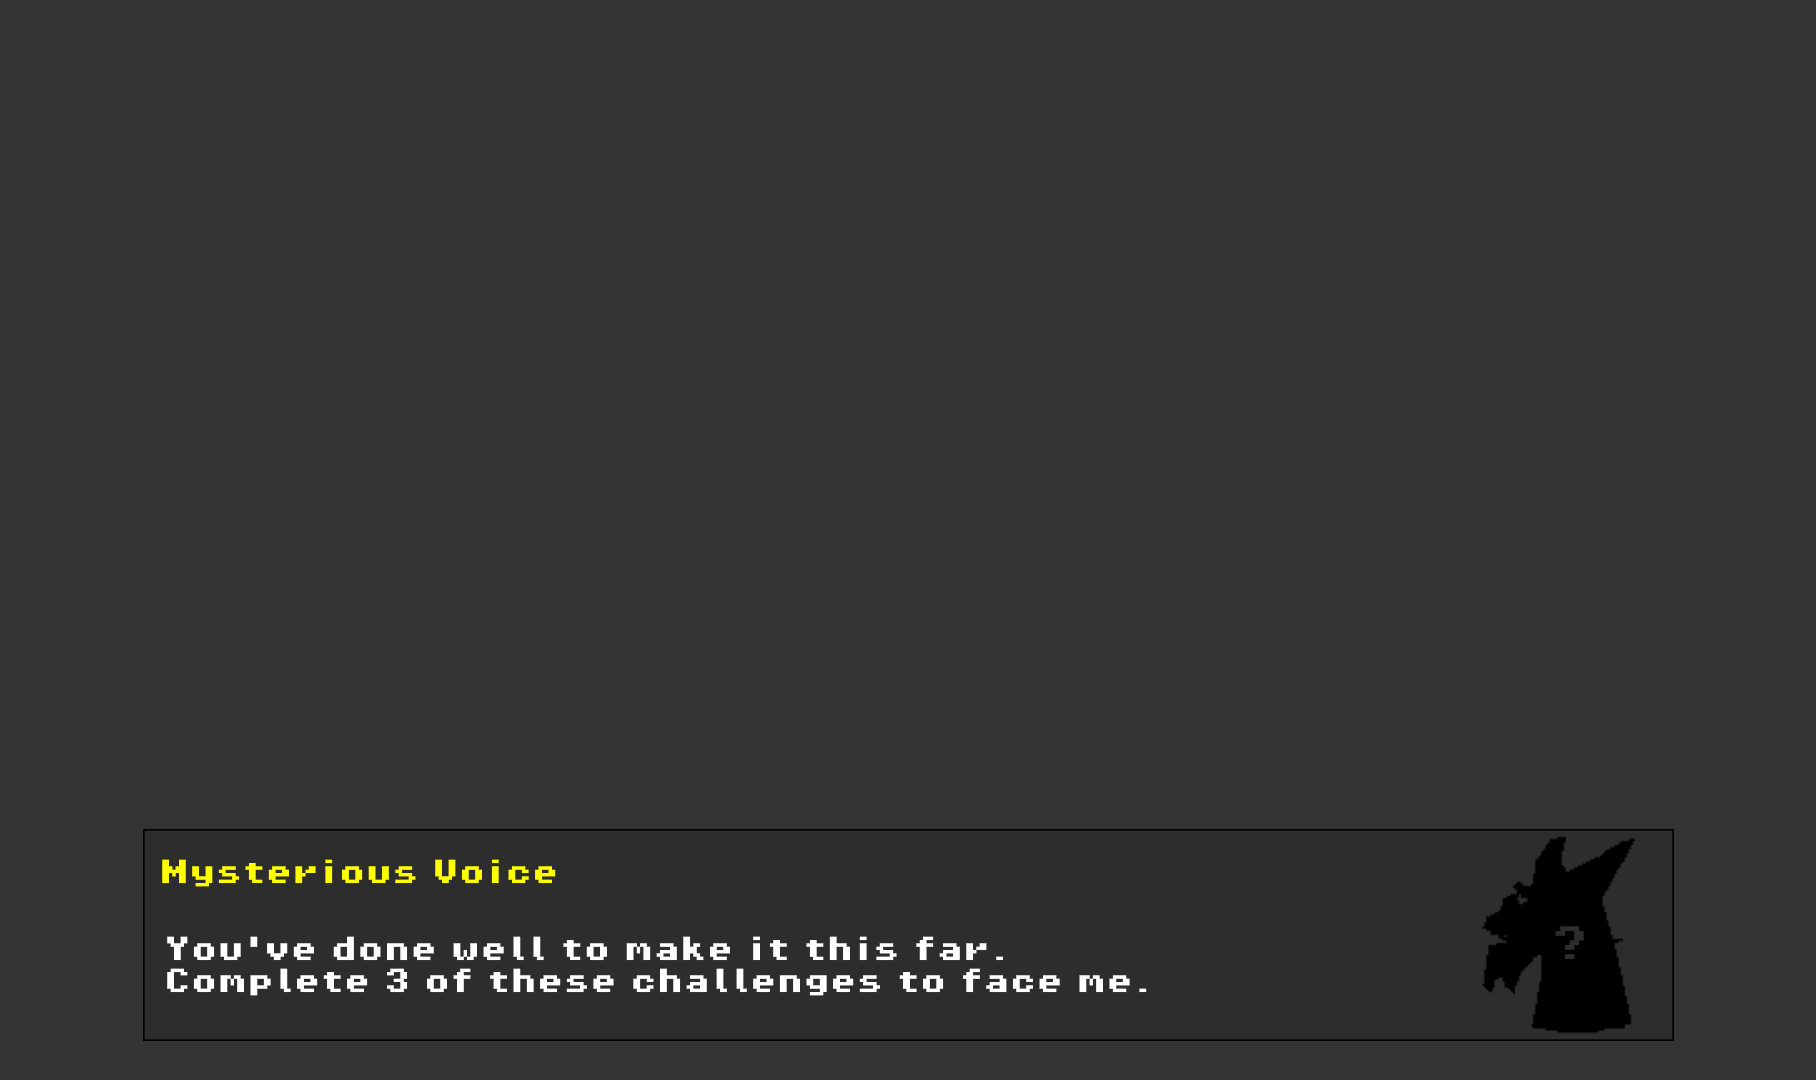 Mysterious Voice
You've done well to make it this far.
Complete 3 of these challenges to face me.
?